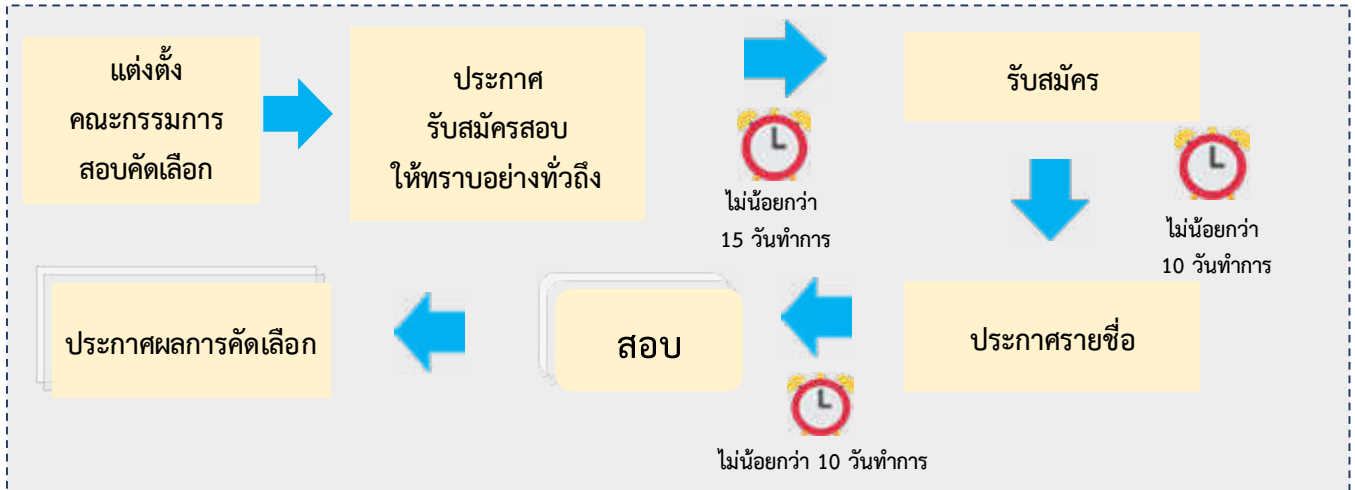 แต่งตั้ง
คณะกรรมการ
สอบคัดเลือก
ประกาศ
รับสมัครสอบ
ให้ทราบอย่างทั่วถึง
ไม่น้อยกว่า
15 วันทำการ
รับสมัคร
ไม่น้อยกว่า
10 วันทำการ
ประกาศรายชื่อ
ไม่น้อยกว่า 10 วันทำการ
สอบ
ประกาศผลการคัดเลือก